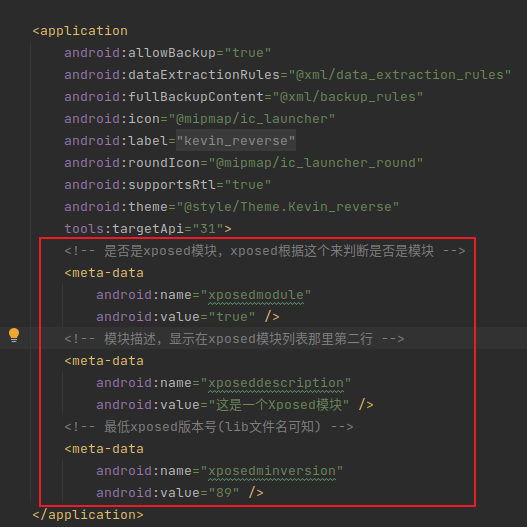 <application
android:allowBackup="true"
android:dataExtractionRules="@xml/data_extraction_rules"
android:fullBackupContent="@xml/backup_rules"
android:icon="@mipmap/ic_launcher"
android:label="kevin_reverse"
android:roundIcon="@mipmap/ic_launcher_round"
android:supportsRtl="true"
android:theme="@style/Theme.Kevin_reverse"
tools:targetApi="31">
<!-- 是否是xposed模块，xposed根据这个来判断是否是模块 -->
<meta-data
android:name="xposedmodule"
android:value="true" />
<!-- 模块描述，显示在xposed模块列表那里第二行 -->
<meta-data
android:name="xposeddescription"
android:value="这是一个Xposed模块" />
<!-- 最低xposed版本号(lib文件名可知) -->
<meta-data
android:name="xposedminversion"
android:value="89" />
</application>